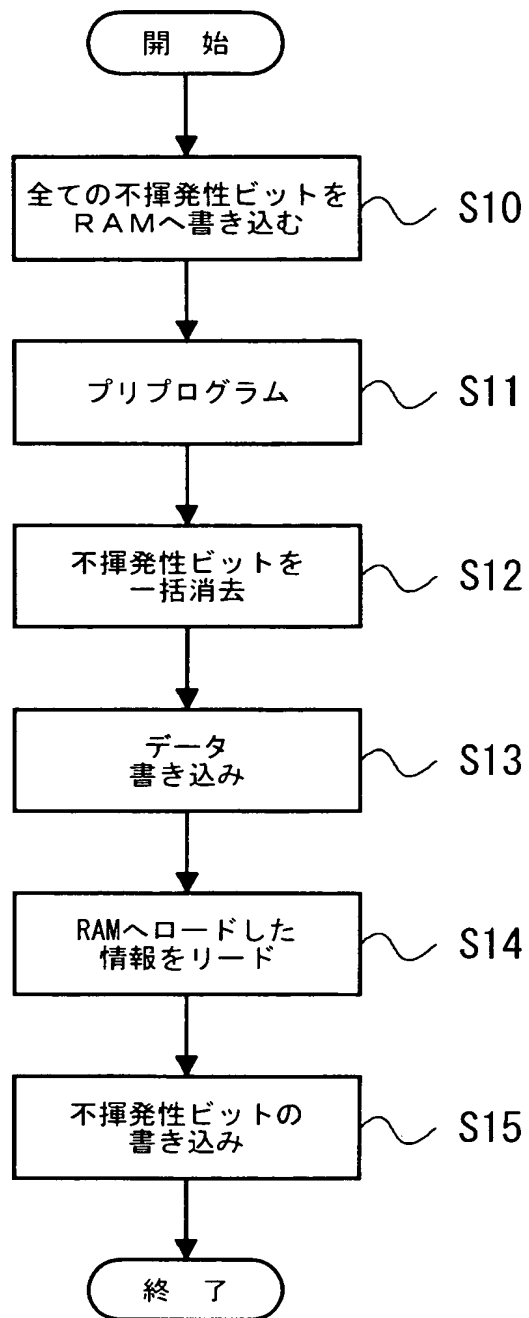 開 始
全ての不揮発性ビットを
RAMへ書き込む
S10
プリプログラム
S11
不揮発性ビットを
一括消去
S12
データ
書き込み
S13
RAMへロードした
情報をリード
S14
不揮発性ビットの
書き込み
S15
終 了